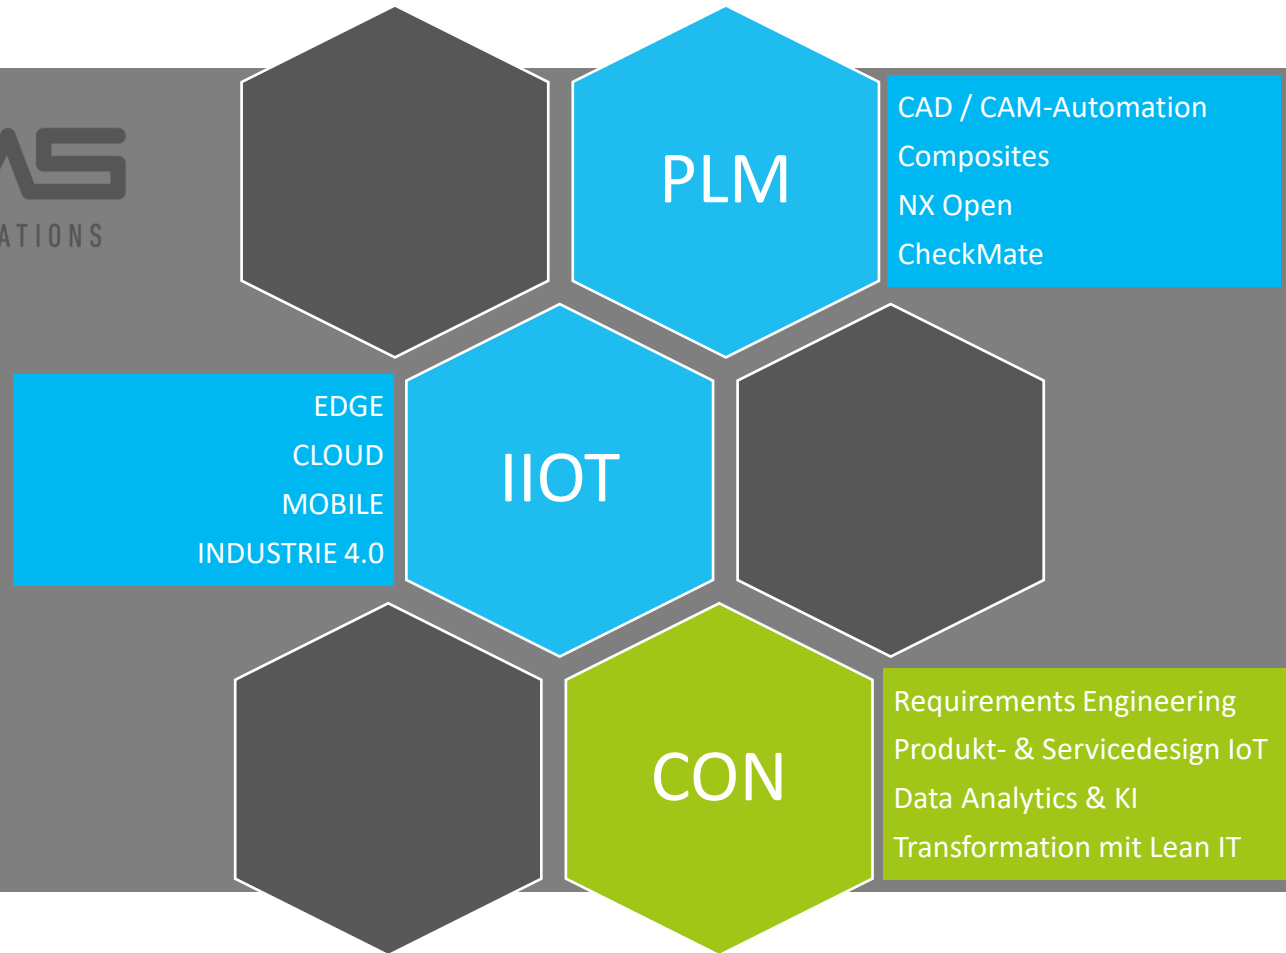 PLM
CAD / CAM-Automation
Composites
NX Open
CheckMate
EDGE
CLOUD
MOBILE
INDUSTRIE 4.0
IIOT
CON
Requirements Engineering
Produkt- & Servicedesign IoT
Data Analytics & KI
Transformation mit Lean IT